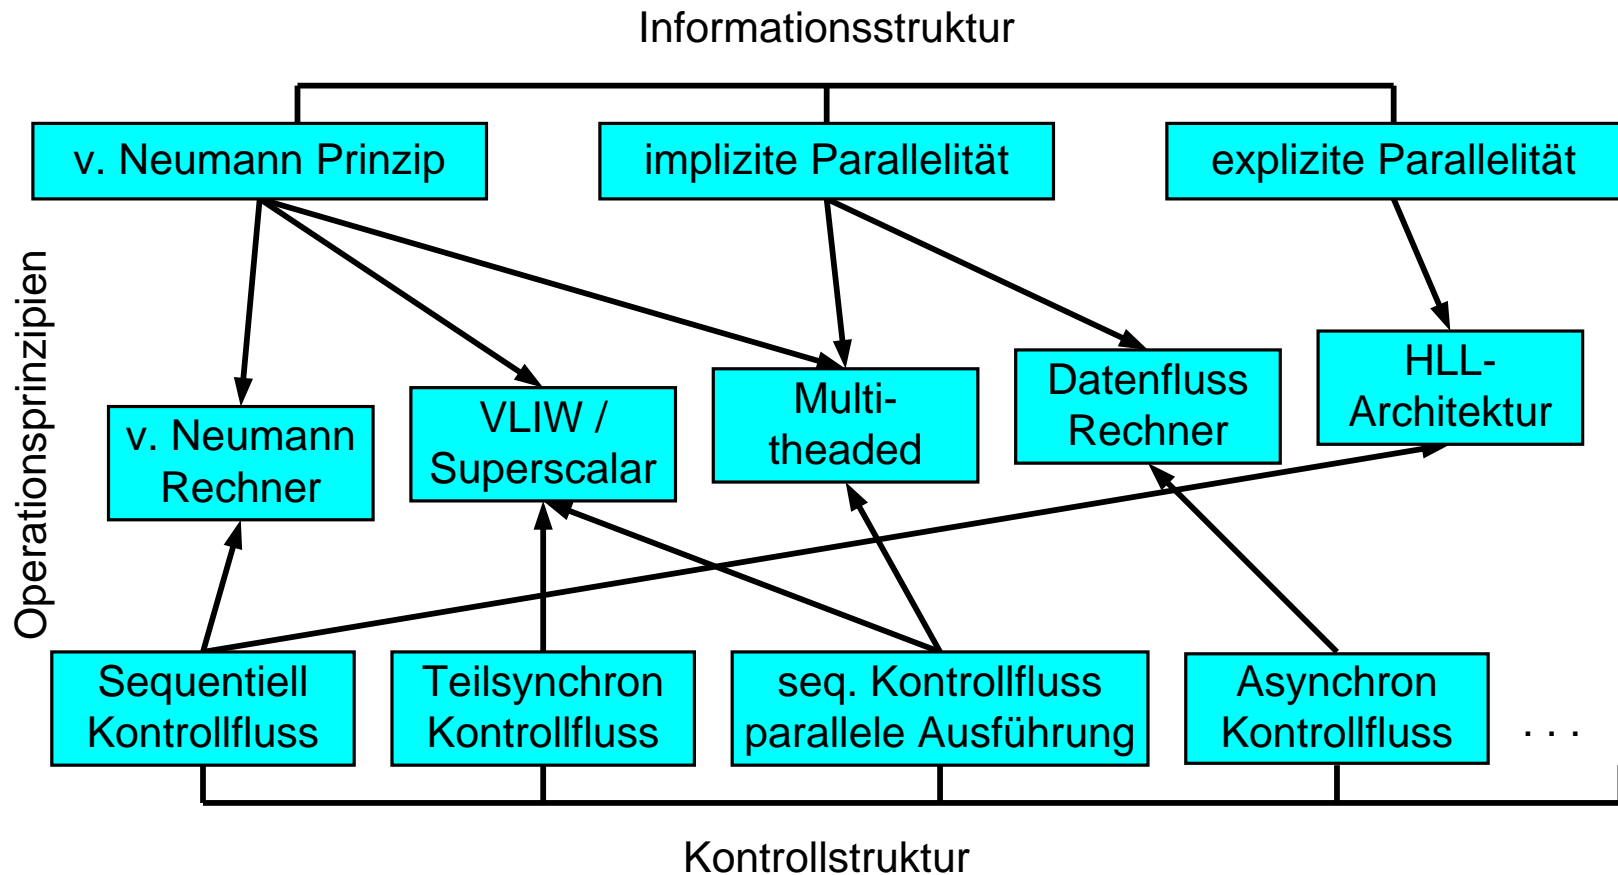 Informationsstruktur
v. Neumann Prinzip
implizite Parallelität
explizite Parallelität
Operationsprinzipien
v. Neumann
Rechner
VLIW /
Superscalar
Multi-
theaded
Datenfluss
Rechner
HLL-
Architektur
Sequentiell
Kontrollfluss
Teilsynchron
Kontrollfluss
seq. Kontrollfluss
parallele Ausführung
Asynchron
Kontrollfluss
. . .
Kontrollstruktur